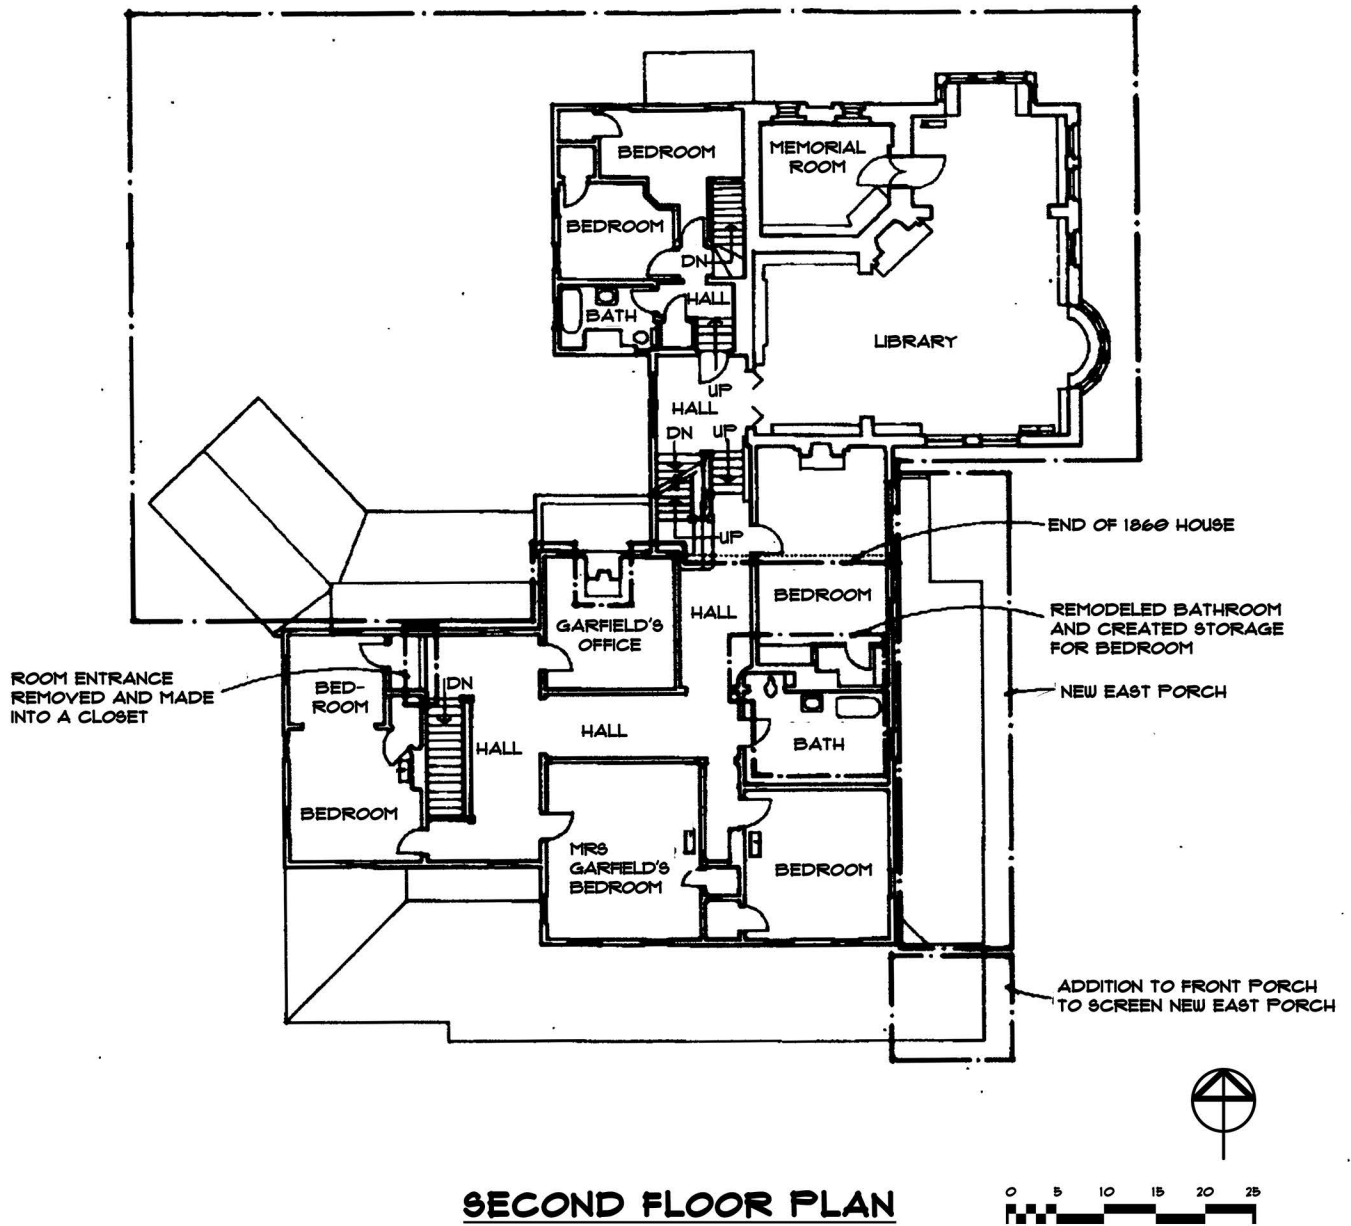 BEDROOM
MEMORIAL
ROOM
BEDROOM
DN
HALL
BATH
LIBRARY
UP
HALL
DN
UP
END OF 1860 HOUSE
UP
BEDROOM
HALL
REMODELED BATHROOM
AND CREATED STORAGE
FOR BEDROOM
GARFIELD'S
OFFICE
ROOM ENTRANCE
REMOVED AND MADE
INTO A CLOSET
BED-
ROOM
DN
NEW EAST PORCH
HALL
HALL
BATH
BEDROOM
MRS
GARFIELD'S
BEDROOM
BEDROOM
ADDITION TO FRONT PORCH
TO SCREEN NEW EAST PORCH
SECOND FLOOR PLAN
0 5 10 15 20 25